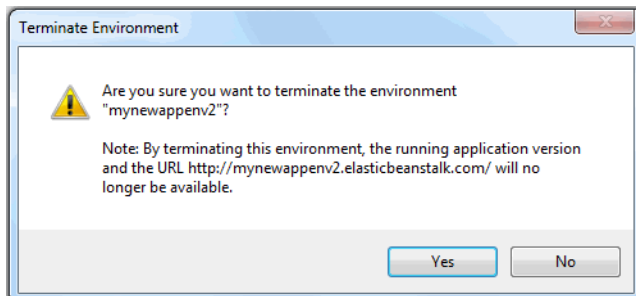 Terminate Environment
Are you sure you want to terminate the environment
"mynewappenv2"?
Note: By terminating this environment, the running application version
and the URL http://mynewappenv2.elasticbeanstalk.com/ will no
longer be available.
Yes
No